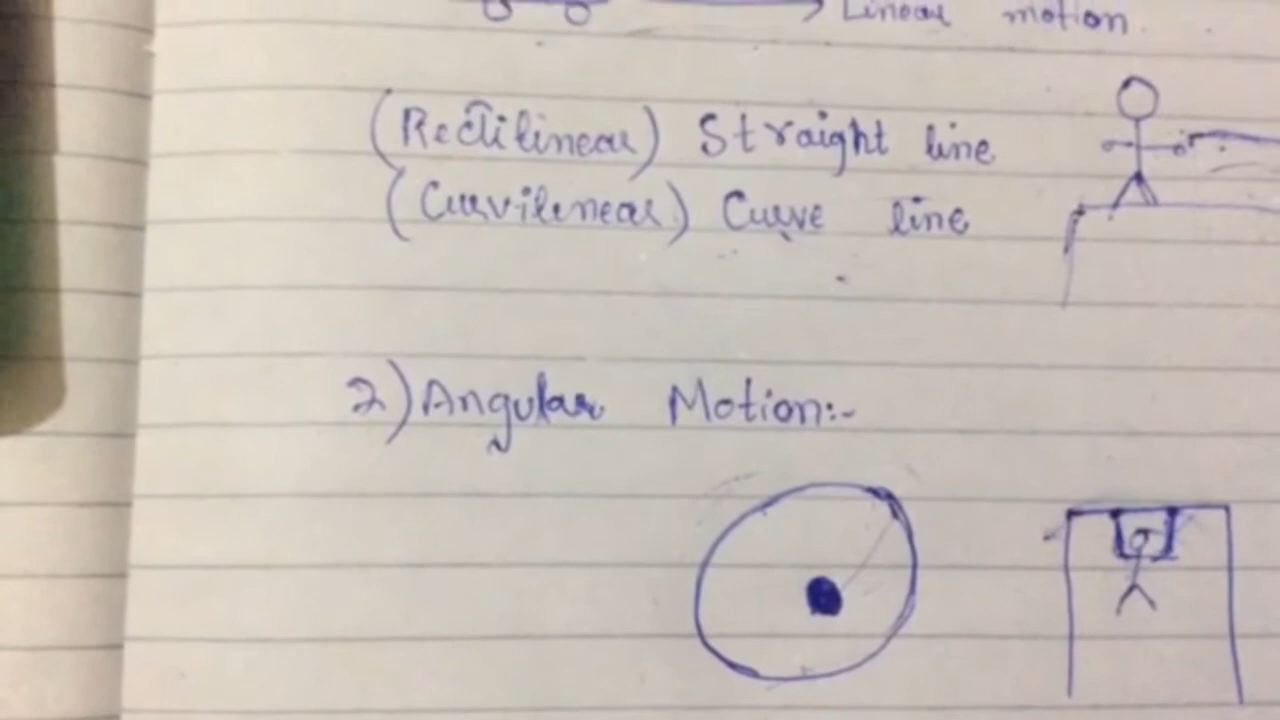 Linear motion
(Rectilinear) Straight line
(Curvilinear) Curve line
2) Angular Motion:-